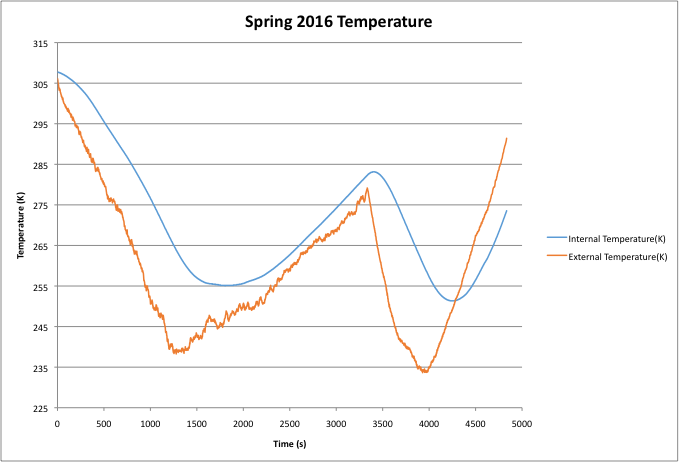 Spring 2016 Temperature
315
305
295
285
275
265
255
245
235
225
Temperature (K)
0 500 1000 1500 2000 2500 3000 3500 4000 4500 5000
Time (s)
Internal Temperature(K)
External Temperature(K)